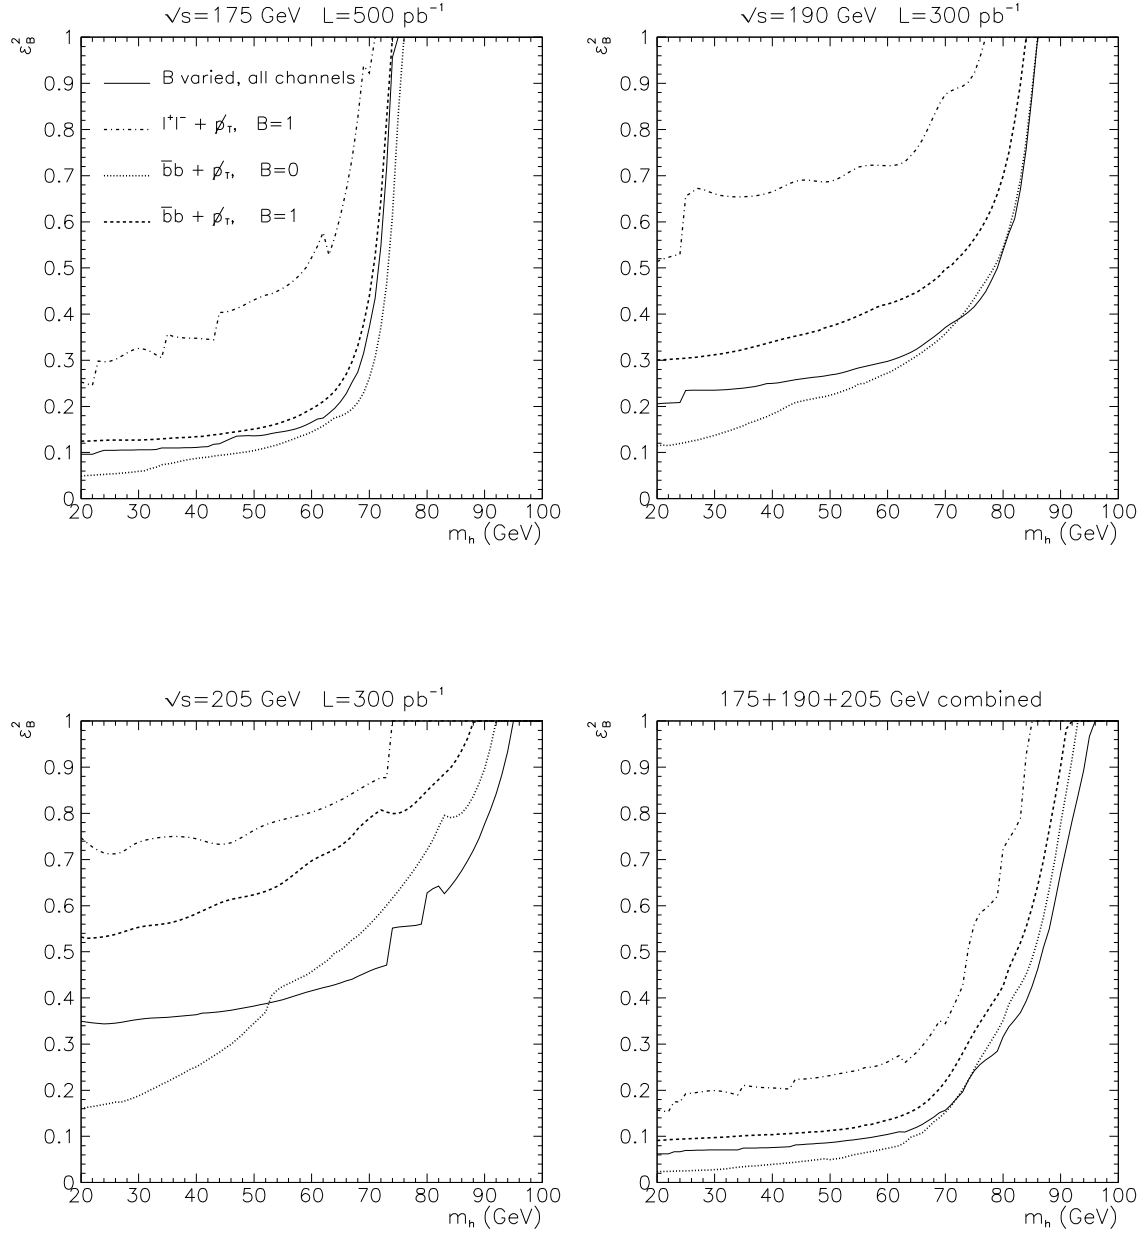 √s=175 GeV L=500 pb⁻¹
ε²_B
1
0.9
0.8
0.7
0.6
0.5
0.4
0.3
0.2
0.1
0
B varied, all channels
l⁺l⁻ + p̸_T, B=1
b̅b + p̸_T, B=0
b̅b + p̸_T, B=1
20 30 40 50 60 70 80 90 100
m_h (GeV)
√s=190 GeV L=300 pb⁻¹
ε²_B
1
0.9
0.8
0.7
0.6
0.5
0.4
0.3
0.2
0.1
0
20 30 40 50 60 70 80 90 100
m_h (GeV)
√s=205 GeV L=300 pb⁻¹
ε²_B
1
0.9
0.8
0.7
0.6
0.5
0.4
0.3
0.2
0.1
0
20 30 40 50 60 70 80 90 100
m_h (GeV)
175+190+205 GeV combined
ε²_B
1
0.9
0.8
0.7
0.6
0.5
0.4
0.3
0.2
0.1
0
20 30 40 50 60 70 80 90 100
m_h (GeV)